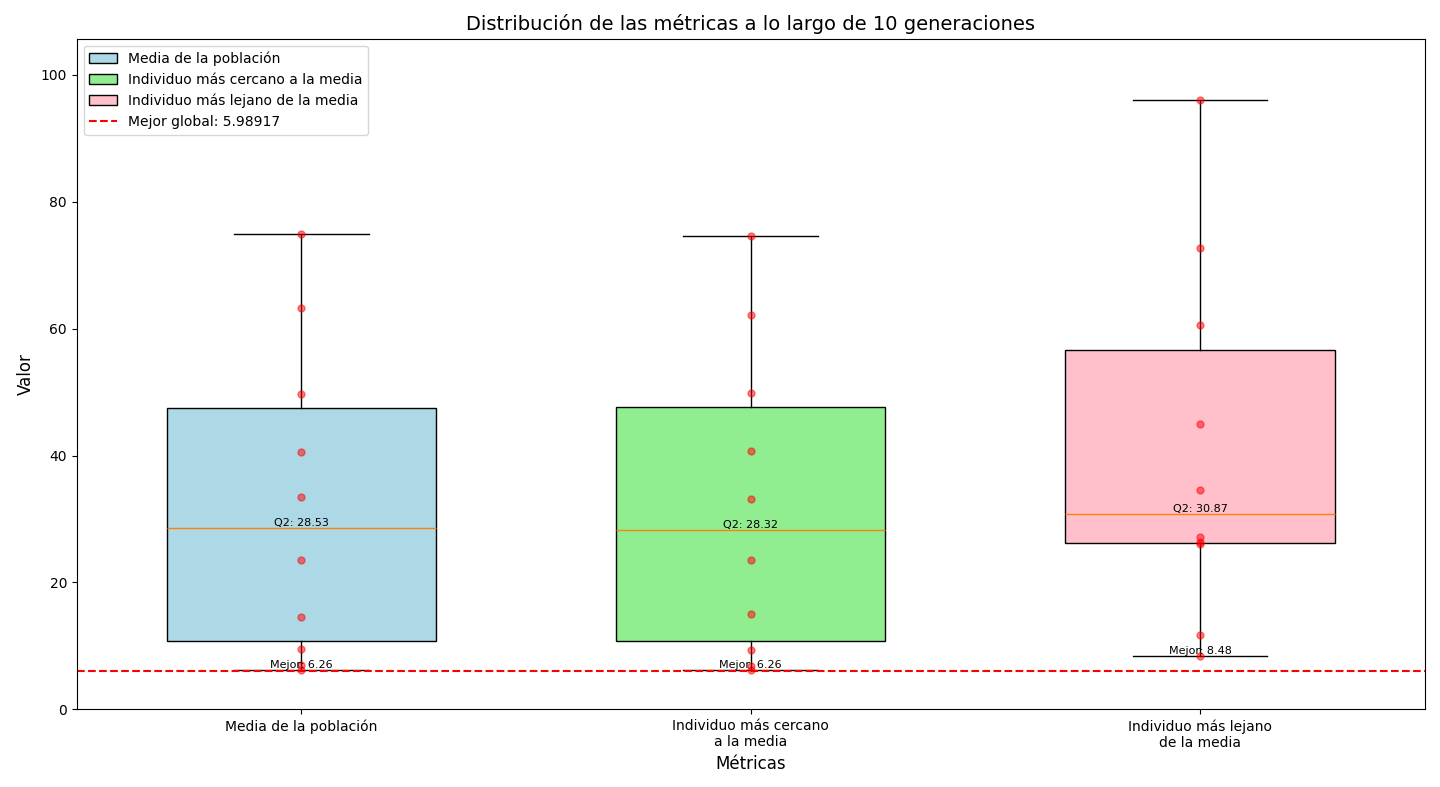 Distribución de las métricas a lo largo de 10 generaciones
Media de la población
Individuo más cercano a la media
Individuo más lejano de la media
Mejor global: 5.98917
Valor
100
80
60
40
20
0
Q2: 28.53
Mejor: 6.26
Q2: 28.32
Mejor: 6.26
Q2: 30.87
Mejor: 8.48
Media de la población
Individuo más cercano
a la media
Individuo más lejano
de la media
Métricas